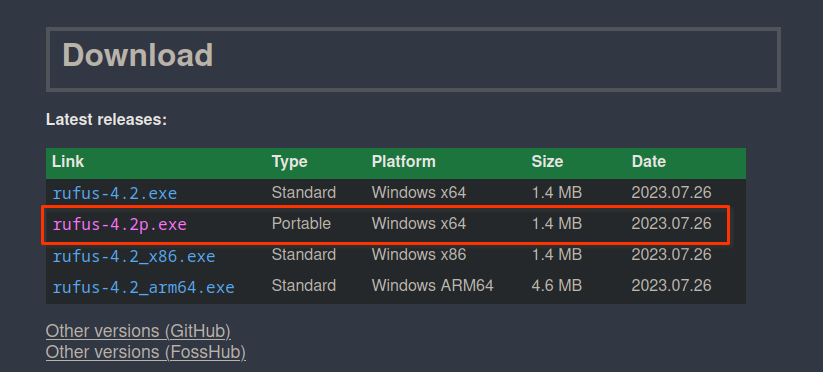 Download
Latest releases:
Link Type Platform Size Date
rufus-4.2.exe Standard Windows x64 1.4 MB 2023.07.26
rufus-4.2p.exe Portable Windows x64 1.4 MB 2023.07.26
rufus-4.2_x86.exe Standard Windows x86 1.4 MB 2023.07.26
rufus-4.2_arm64.exe Standard Windows ARM64 4.6 MB 2023.07.26
Other versions (GitHub)
Other versions (FossHub)